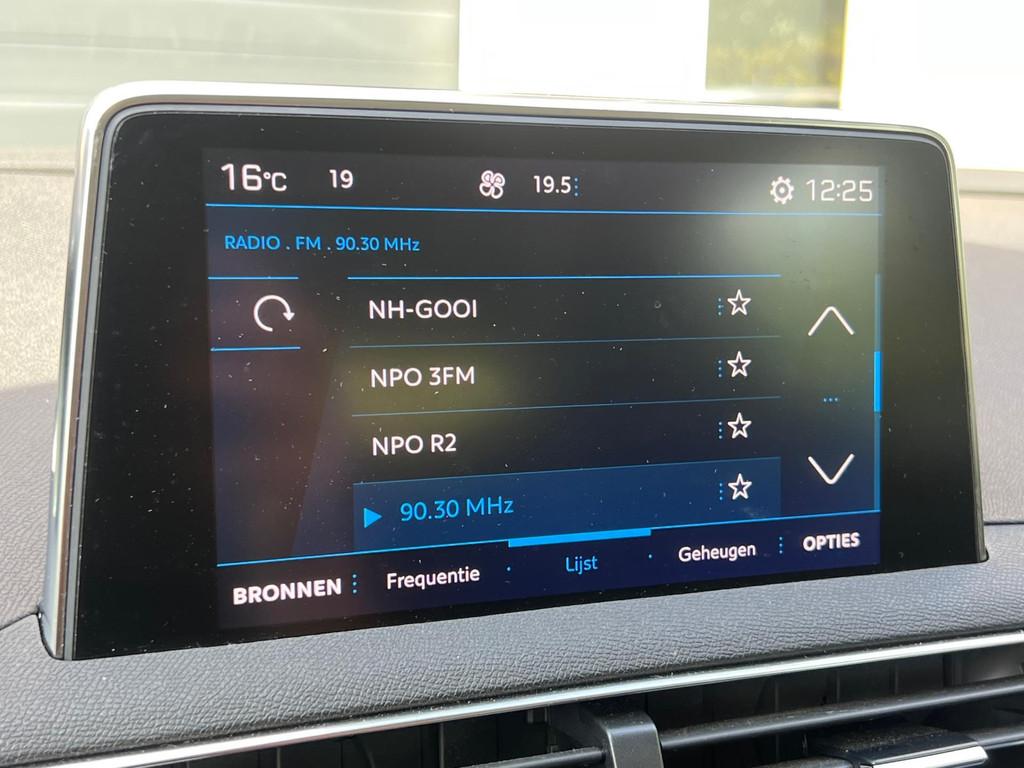 16°C 19 19.5 12:25
RADIO . FM . 90.30 MHz
NH-GOOI
NPO 3FM
NPO R2
90.30 MHz
BRONNEN Frequentie Lijst Geheugen OPTIES